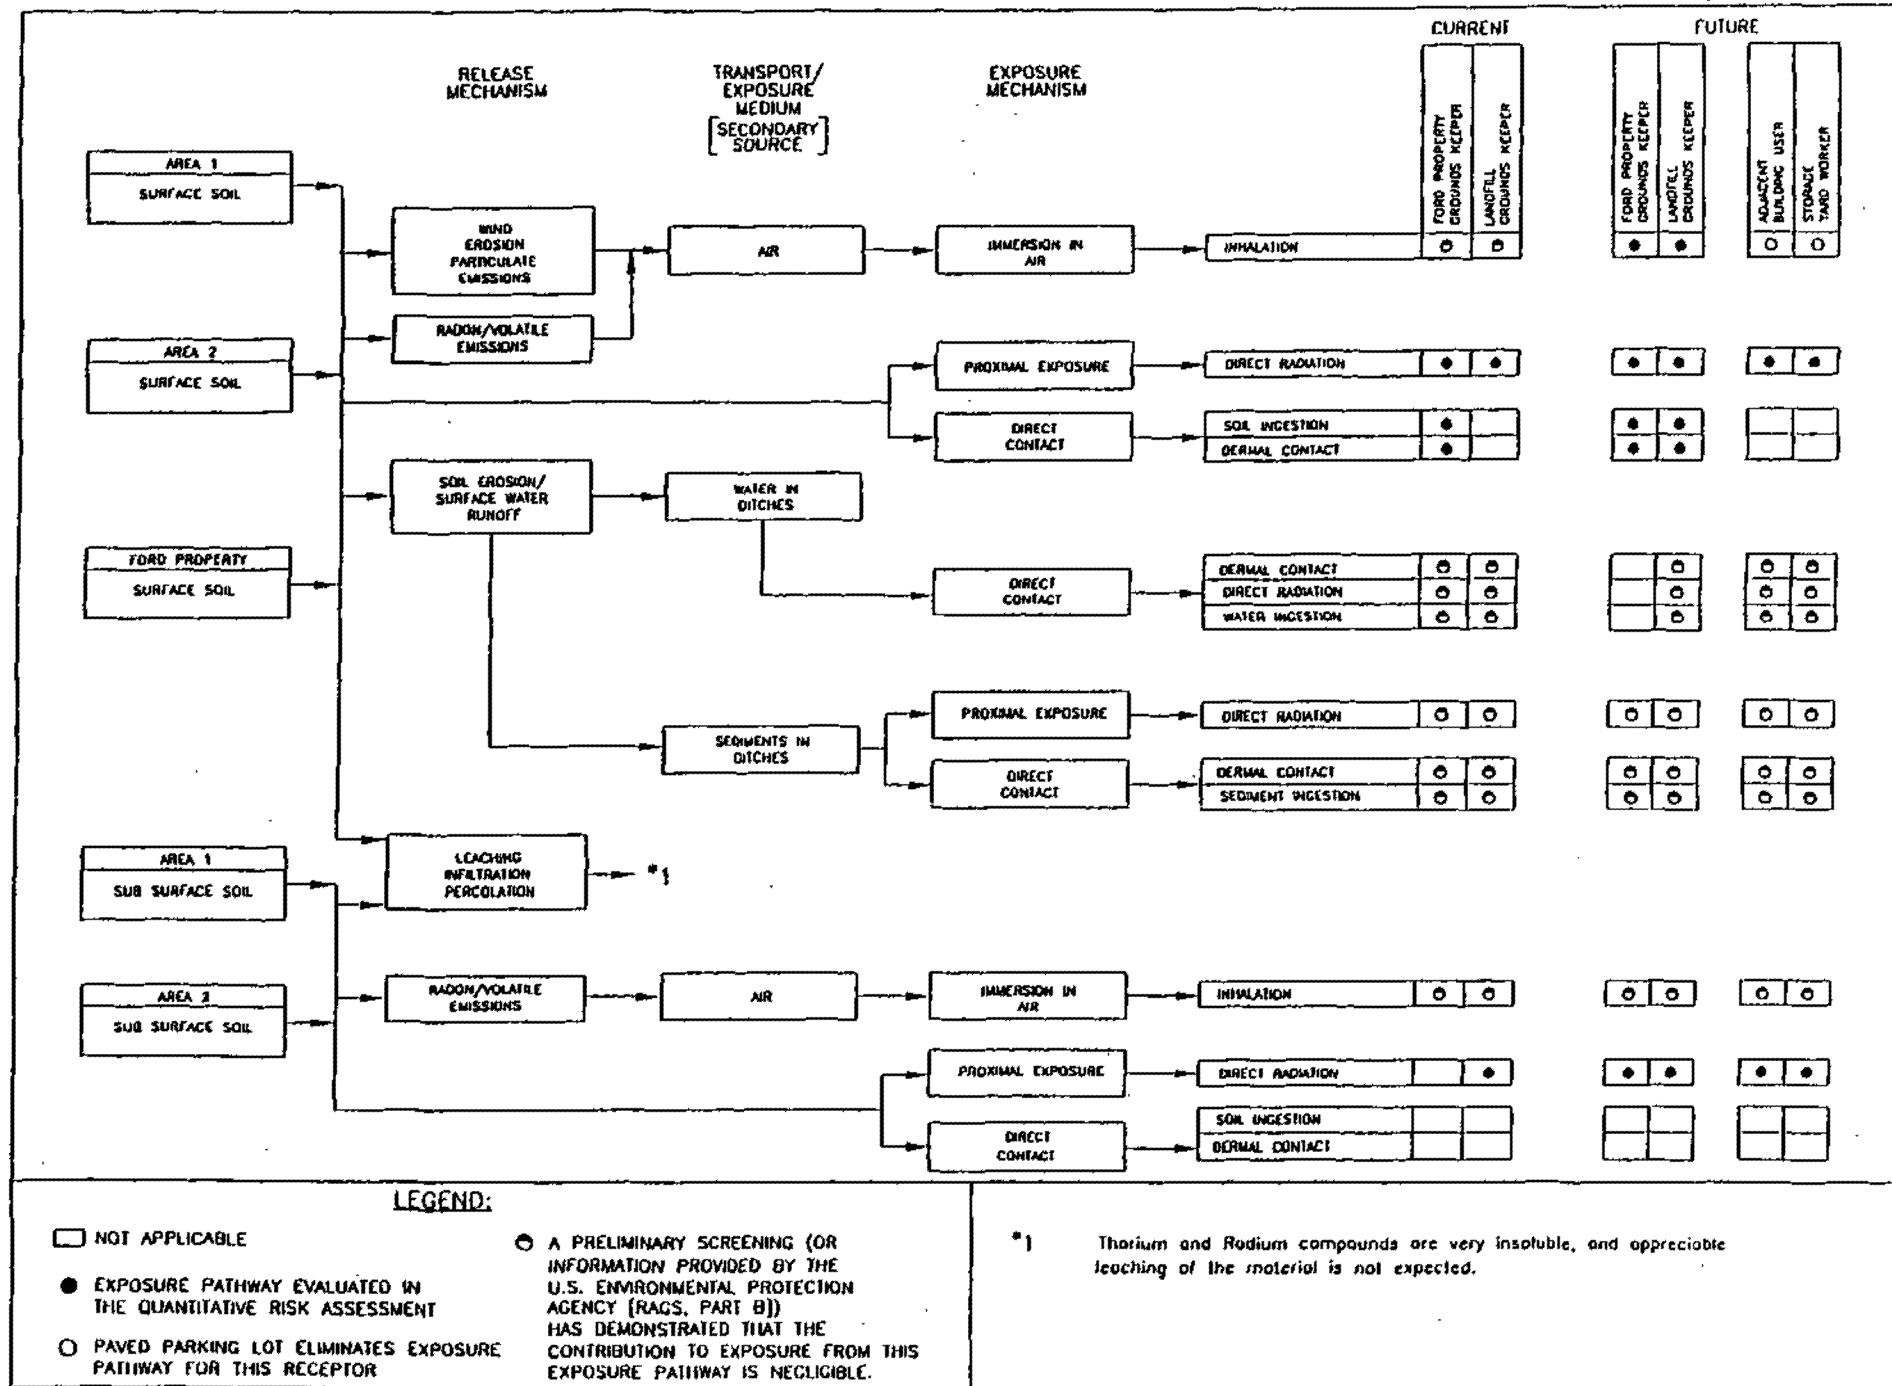 CURRENT
FUTURE
RELEASE
MECHANISM
TRANSPORT/
EXPOSURE
MEDIUM
[SECONDARY
SOURCE]
EXPOSURE
MECHANISM
FORD PROPERTY
GROUNDS KEEPER
LANDFILL
GROUNDS KEEPER
FORD PROPERTY
GROUNDS KEEPER
LANDFILL
GROUNDS KEEPER
ADJACENT
BUILDING USER
STORAGE
YARD WORKER
AREA 1
SURFACE SOIL
WIND
EROSION
PARTICULATE
EMISSIONS
AIR
IMMERSION IN
AIR
INHALATION
RADON/VOLATILE
EMISSIONS
AREA 2
SURFACE SOIL
PROXIMAL EXPOSURE
DIRECT RADIATION
DIRECT
CONTACT
SOIL INGESTION
DERMAL CONTACT
SOIL EROSION/
SURFACE WATER
RUNOFF
WATER IN
DITCHES
FORD PROPERTY
SURFACE SOIL
DIRECT
CONTACT
DERMAL CONTACT
DIRECT RADIATION
WATER INGESTION
PROXIMAL EXPOSURE
DIRECT RADIATION
SEDIMENTS IN
DITCHES
DIRECT
CONTACT
DERMAL CONTACT
SEDIMENT INGESTION
AREA 1
SUB SURFACE SOIL
LEACHING
INFILTRATION
PERCOLATION
*1
AREA 2
SUB SURFACE SOIL
RADON/VOLATILE
EMISSIONS
AIR
IMMERSION IN
AIR
INHALATION
PROXIMAL EXPOSURE
DIRECT RADIATION
DIRECT
CONTACT
SOIL INGESTION
DERMAL CONTACT
LEGEND:
NOT APPLICABLE
EXPOSURE PATHWAY EVALUATED IN
THE QUANTITATIVE RISK ASSESSMENT
PAVED PARKING LOT ELIMINATES EXPOSURE
PATHWAY FOR THIS RECEPTOR
A PRELIMINARY SCREENING (OR
INFORMATION PROVIDED BY THE
U.S. ENVIRONMENTAL PROTECTION
AGENCY [RAGS, PART B])
HAS DEMONSTRATED THAT THE
CONTRIBUTION TO EXPOSURE FROM THIS
EXPOSURE PATHWAY IS NEGLIGIBLE.
*1 Thorium and Radium compounds are very insoluble, and appreciable
leaching of the material is not expected.